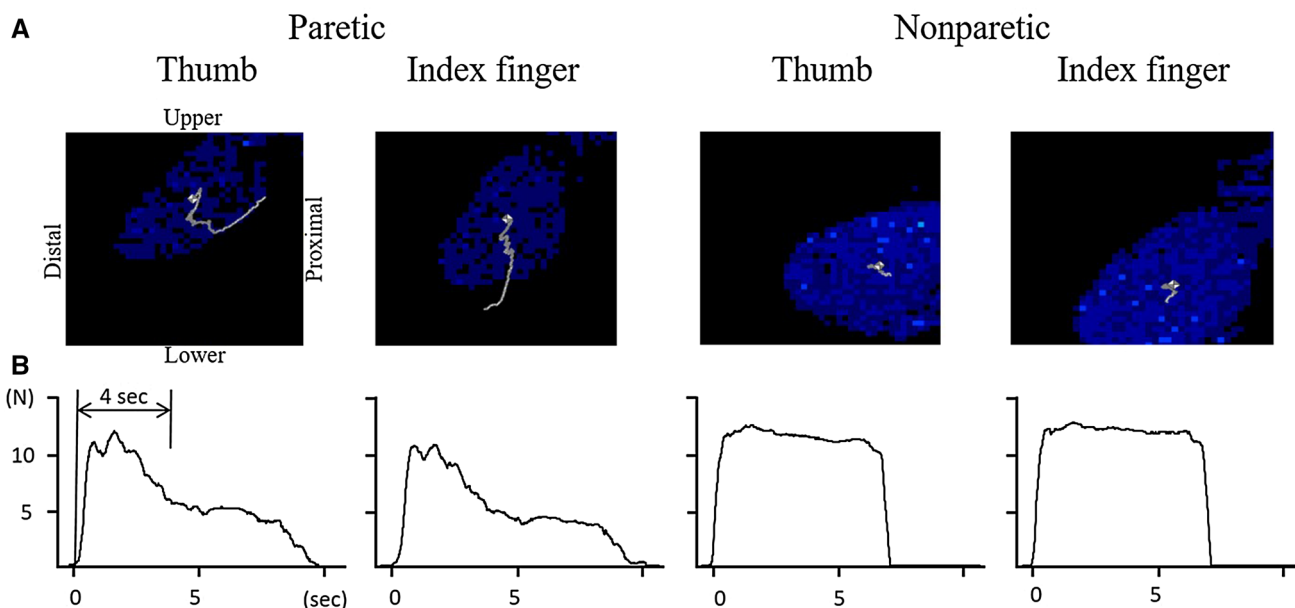 A
Paretic Nonparetic
Thumb Index finger Thumb Index finger
Upper
Distal
Proximal
Lower
B
(N)
4 sec
10
5
0 5 (sec) 0 5 0 5 0 5